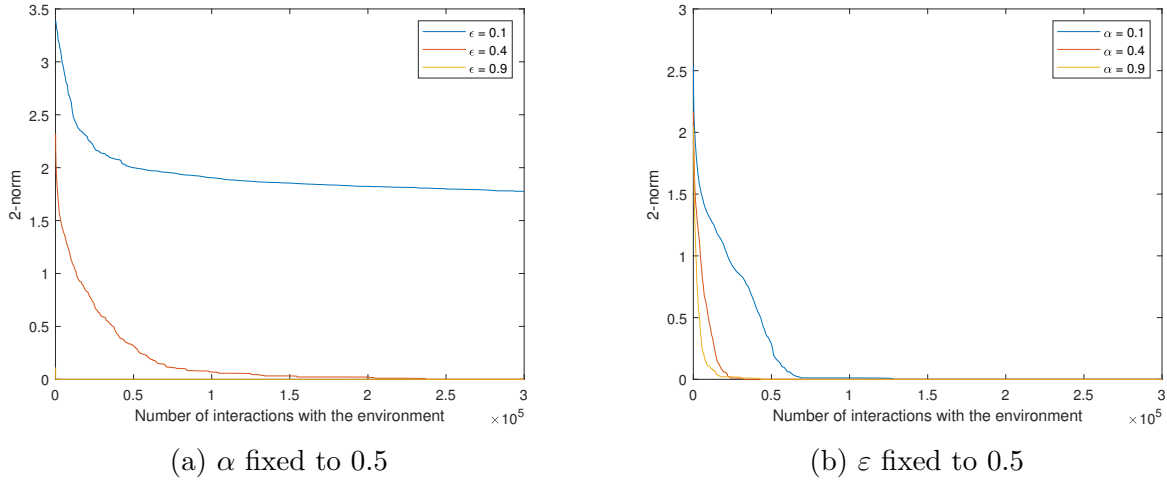 3.5
3
2.5
2
1.5
1
0.5
0
2-norm
0
0.5
1
1.5
2
2.5
3
×10^5
Number of interactions with the environment
ϵ = 0.1
ϵ = 0.4
ϵ = 0.9
(a) α fixed to 0.5
3
2.5
2
1.5
1
0.5
0
2-norm
0
0.5
1
1.5
2
2.5
3
×10^5
Number of interactions with the environment
α = 0.1
α = 0.4
α = 0.9
(b) ε fixed to 0.5